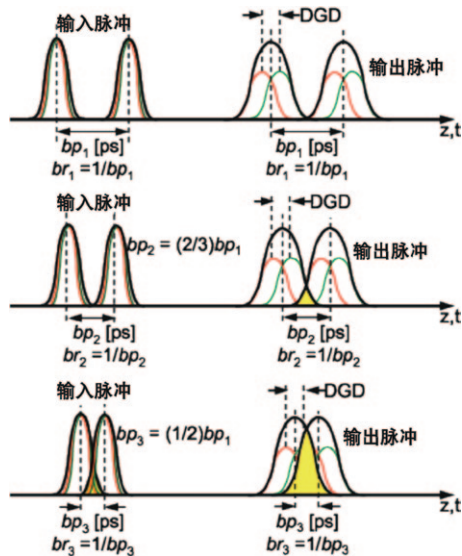 输入脉冲
DGD
输出脉冲
z,t
bp₁ [ps]
br₁ =1/bp₁
bp₁ [ps]
br₁ =1/bp₁
输入脉冲
DGD
bp₂ = (2/3)bp₁
输出脉冲
z,t
bp₂ [ps]
br₂ =1/bp₂
bp₂ [ps]
br₂ =1/bp₂
输入脉冲
DGD
bp₃ = (1/2)bp₁
输出脉冲
z,t
bp₃ [ps]
br₃ =1/bp₃
bp₃ [ps]
br₃ =1/bp₃